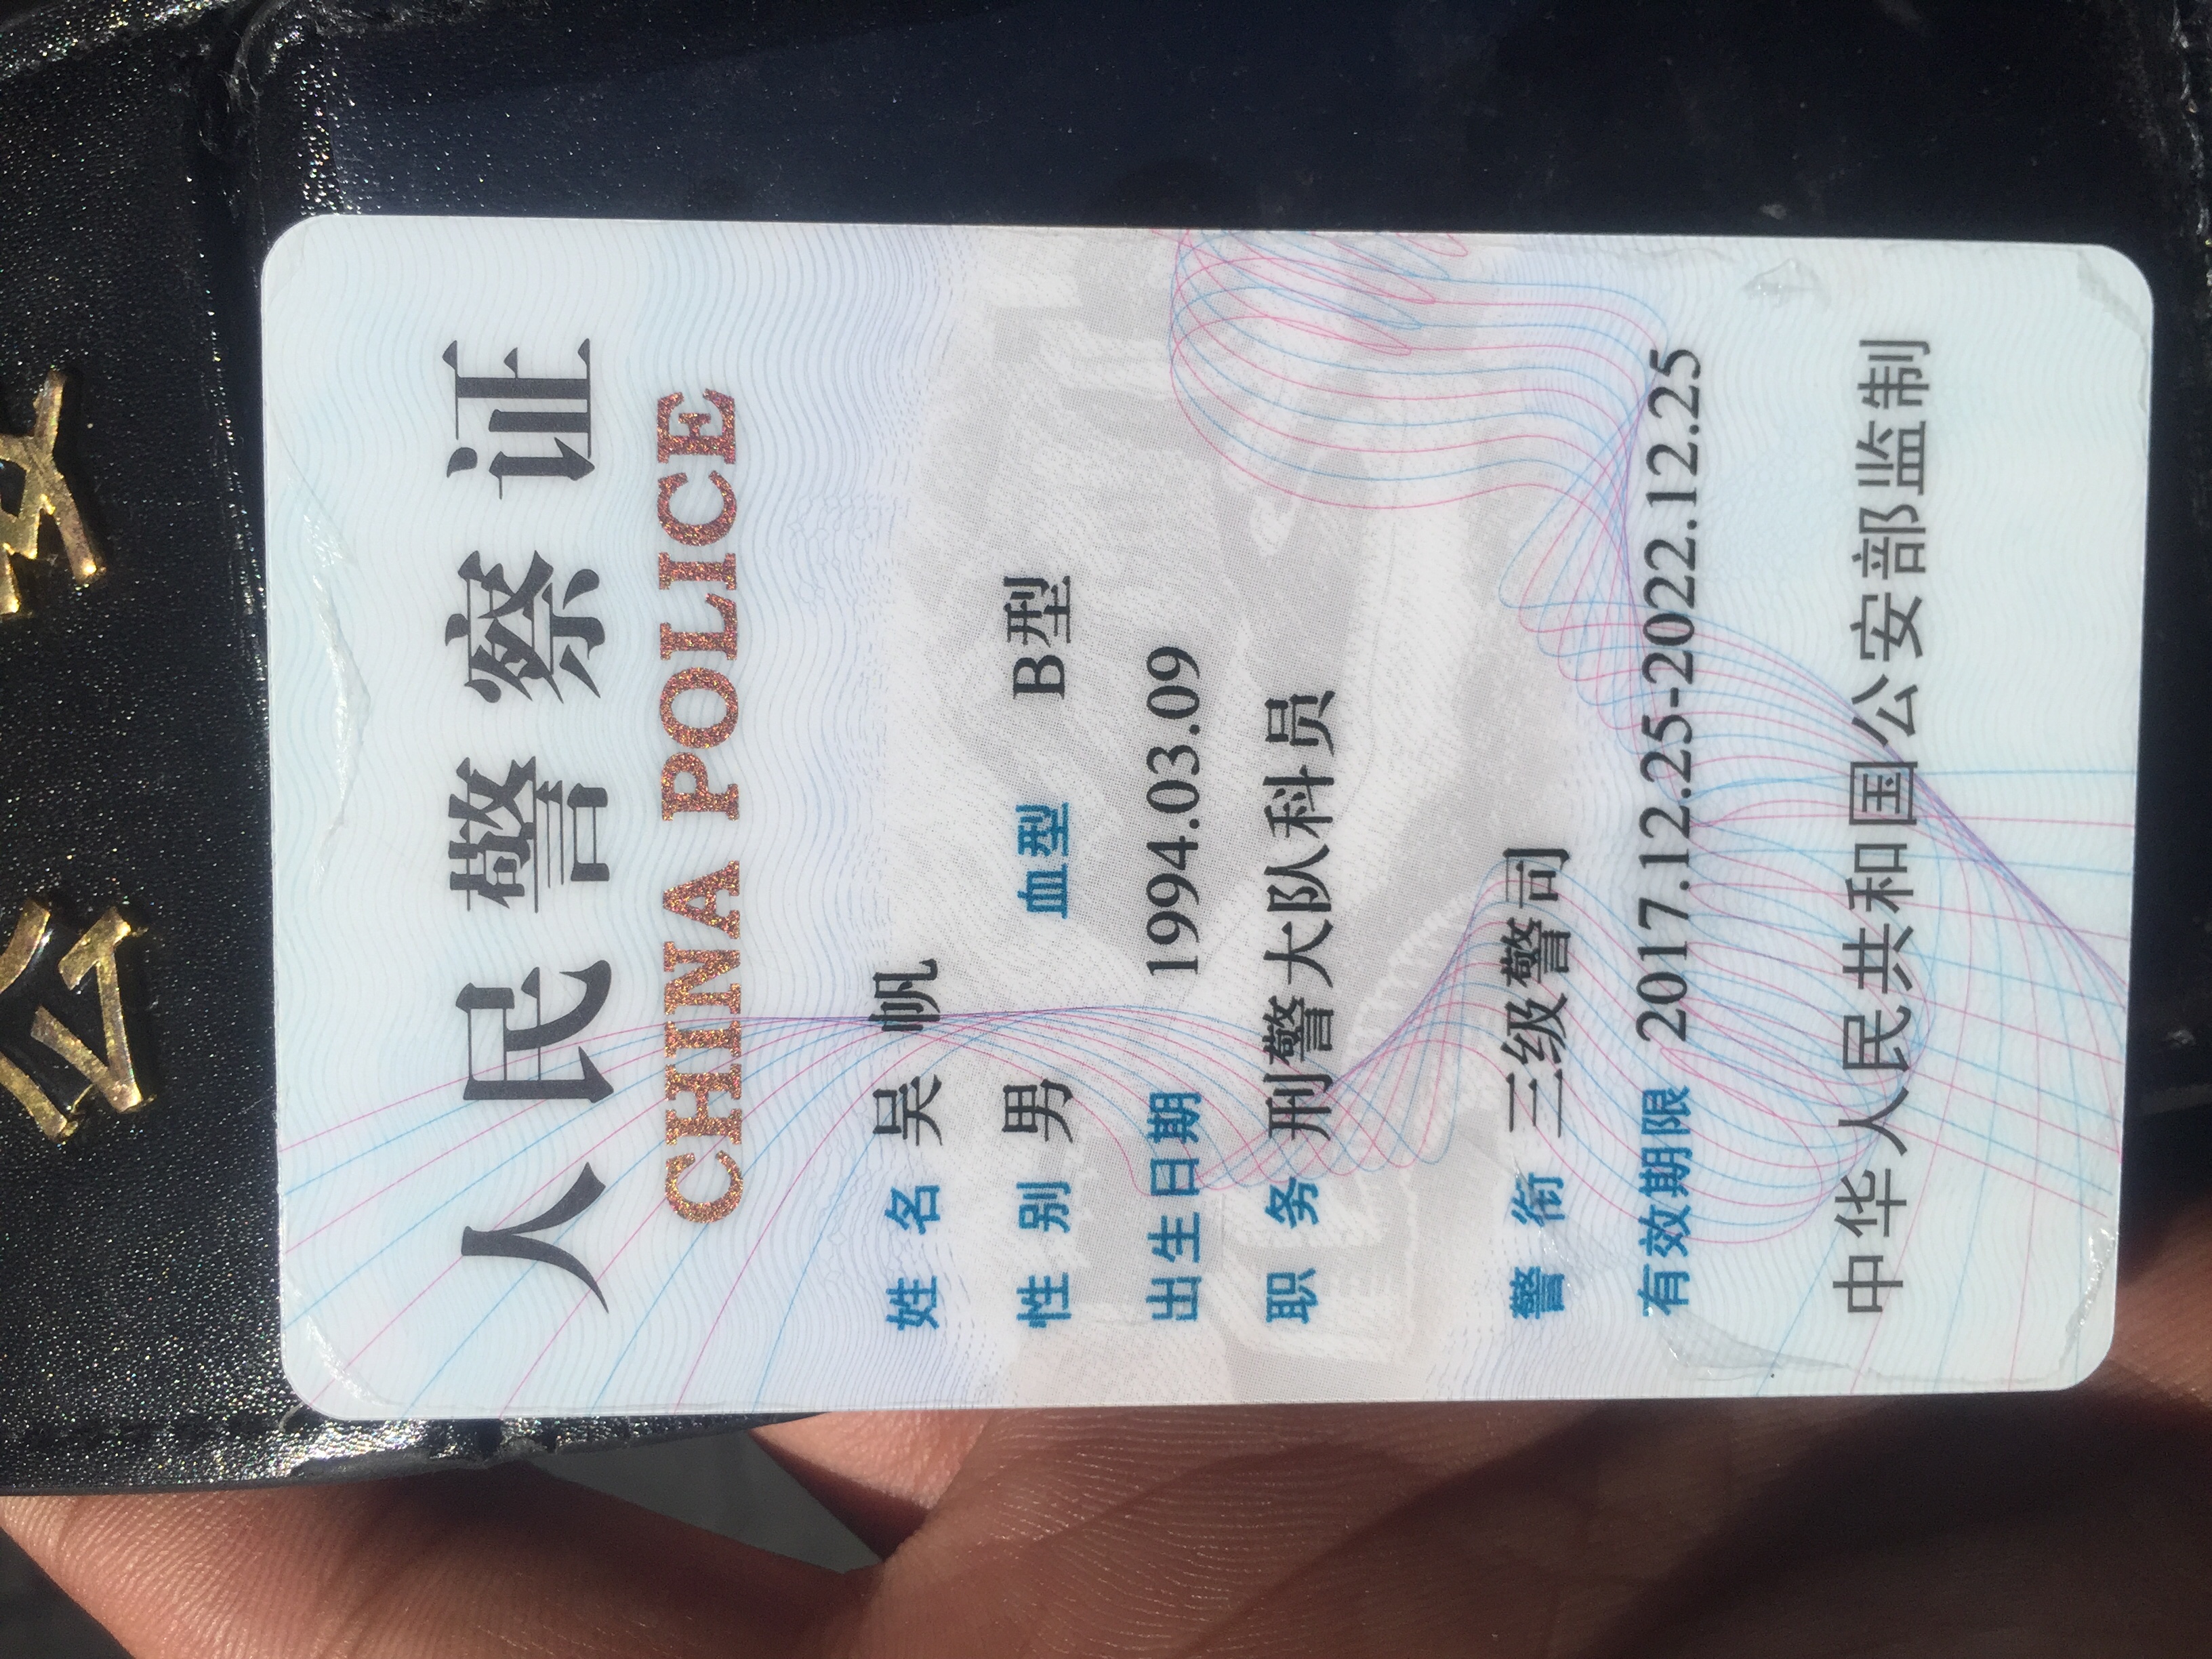 公务
人民警察证
CHINA POLICE
姓名 吴帆
性别 男 血型 B型
出生日期 1994.03.09
职务 刑警大队科员
警衔 三级警司
有效期限 2017.12.25-2022.12.25
中华人民共和国公安部监制